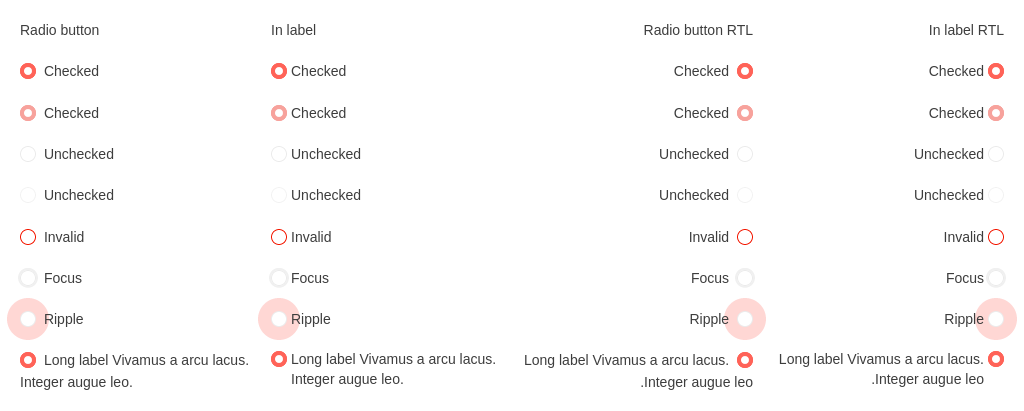 Radio button
Checked
Checked
Unchecked
Unchecked
Invalid
Focus
Ripple
Long label Vivamus a arcu lacus.
Integer augue leo.
In label
Checked
Checked
Unchecked
Unchecked
Invalid
Focus
Ripple
Long label Vivamus a arcu lacus.
Integer augue leo.
Radio button RTL
Checked
Checked
Unchecked
Unchecked
Invalid
Focus
Ripple
Long label Vivamus a arcu lacus.
.Integer augue leo
In label RTL
Checked
Checked
Unchecked
Unchecked
Invalid
Focus
Ripple
Long label Vivamus a arcu lacus.
.Integer augue leo